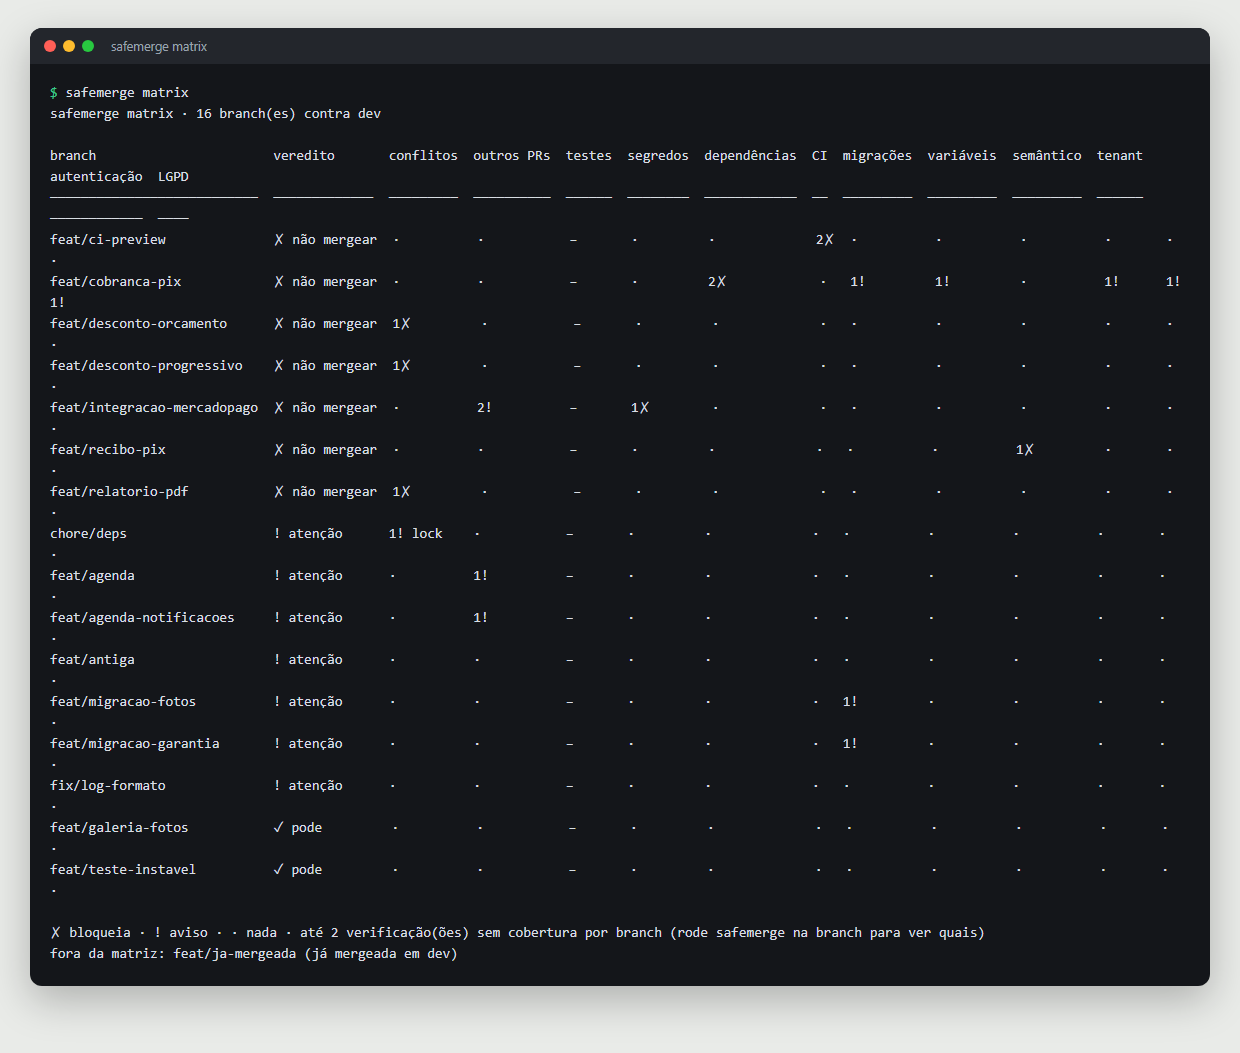 safemerge matrix
$ safemerge matrix
safemerge matrix · 16 branch(es) contra dev
branch veredito conflitos outros PRs testes segredos dependências CI migrações variáveis semântico tenant
autenticação LGPD
feat/ci-preview ✗ não mergear · · – · · 2✗ · · · · ·
·
feat/cobranca-pix ✗ não mergear · · – · 2✗ · 1! 1! · 1! 1!
1!
feat/desconto-orcamento ✗ não mergear 1✗ · – · · · · · · · ·
·
feat/desconto-progressivo ✗ não mergear 1✗ · – · · · · · · · ·
·
feat/integracao-mercadopago ✗ não mergear · 2! – 1✗ · · · · · · ·
·
feat/recibo-pix ✗ não mergear · · – · · · · · 1✗ · ·
·
feat/relatorio-pdf ✗ não mergear 1✗ · – · · · · · · · ·
·
chore/deps ! atenção 1! lock · – · · · · · · · ·
·
feat/agenda ! atenção · 1! – · · · · · · · ·
·
feat/agenda-notificacoes ! atenção · 1! – · · · · · · · ·
·
feat/antiga ! atenção · · – · · · · · · · ·
·
feat/migracao-fotos ! atenção · · – · · · 1! · · · ·
·
feat/migracao-garantia ! atenção · · – · · · 1! · · · ·
·
fix/log-formato ! atenção · · – · · · · · · · ·
·
feat/galeria-fotos ✓ pode · · – · · · · · · · ·
·
feat/teste-instavel ✓ pode · · – · · · · · · · ·
·
✗ bloqueia · ! aviso · · nada · até 2 verificação(ões) sem cobertura por branch (rode safemerge na branch para ver quais)
fora da matriz: feat/ja-mergeada (já mergeada em dev)